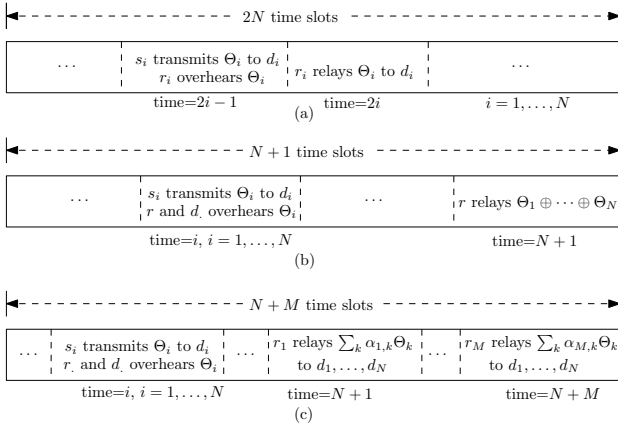 2N time slots
··· s_i transmits Θ_i to d_i r_i relays Θ_i to d_i ···
r_i overhears Θ_i
time=2i − 1 time=2i i = 1, . . . , N
(a)
N + 1 time slots
··· s_i transmits Θ_i to d_i ··· r relays Θ_1 ⊕ ··· ⊕ Θ_N
r and d. overhears Θ_i
time=i, i = 1, . . . , N time=N + 1
(b)
N + M time slots
··· s_i transmits Θ_i to d_i ··· r_1 relays ∑_k α_{1,k}Θ_k ··· r_M relays ∑_k α_{M,k}Θ_k
r. and d. overhears Θ_i to d_1, . . . , d_N to d_1, . . . , d_N
time=i, i = 1, . . . , N time=N + 1 time=N + M
(c)